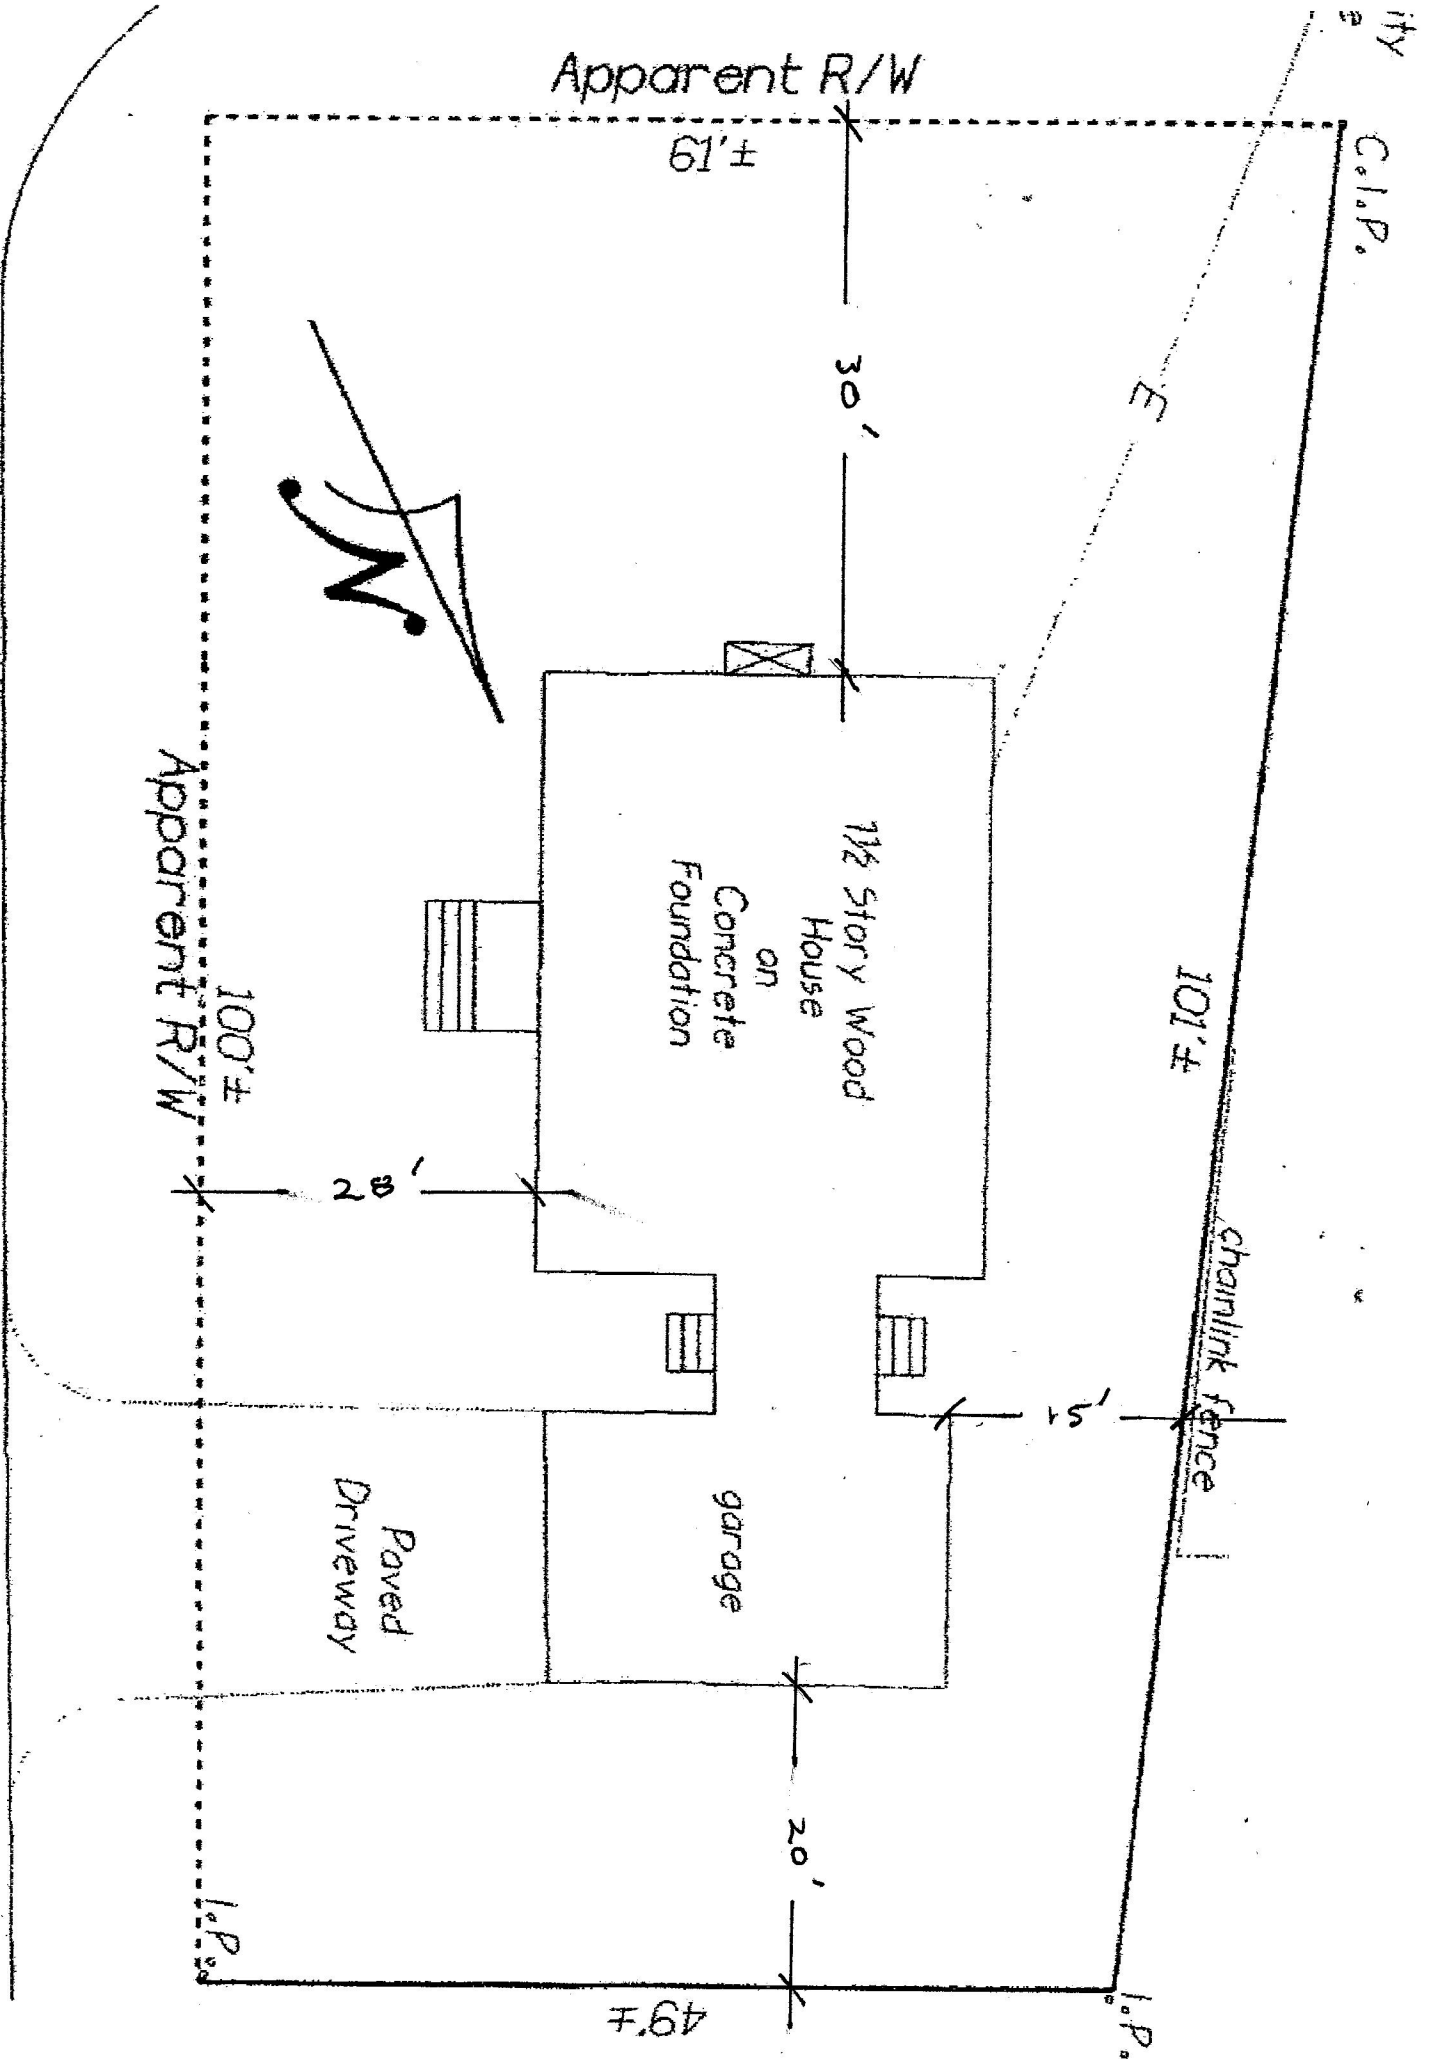 ity
e
Apparent R/W
61'±
C.I.P.
30'
E
N
1½ Story Wood
House
on
Concrete
Foundation
101'±
Apparent R/W
100'±
28'
chainlink fence
15'
garage
Paved
Driveway
20'
I.P.
49'±
I.P.